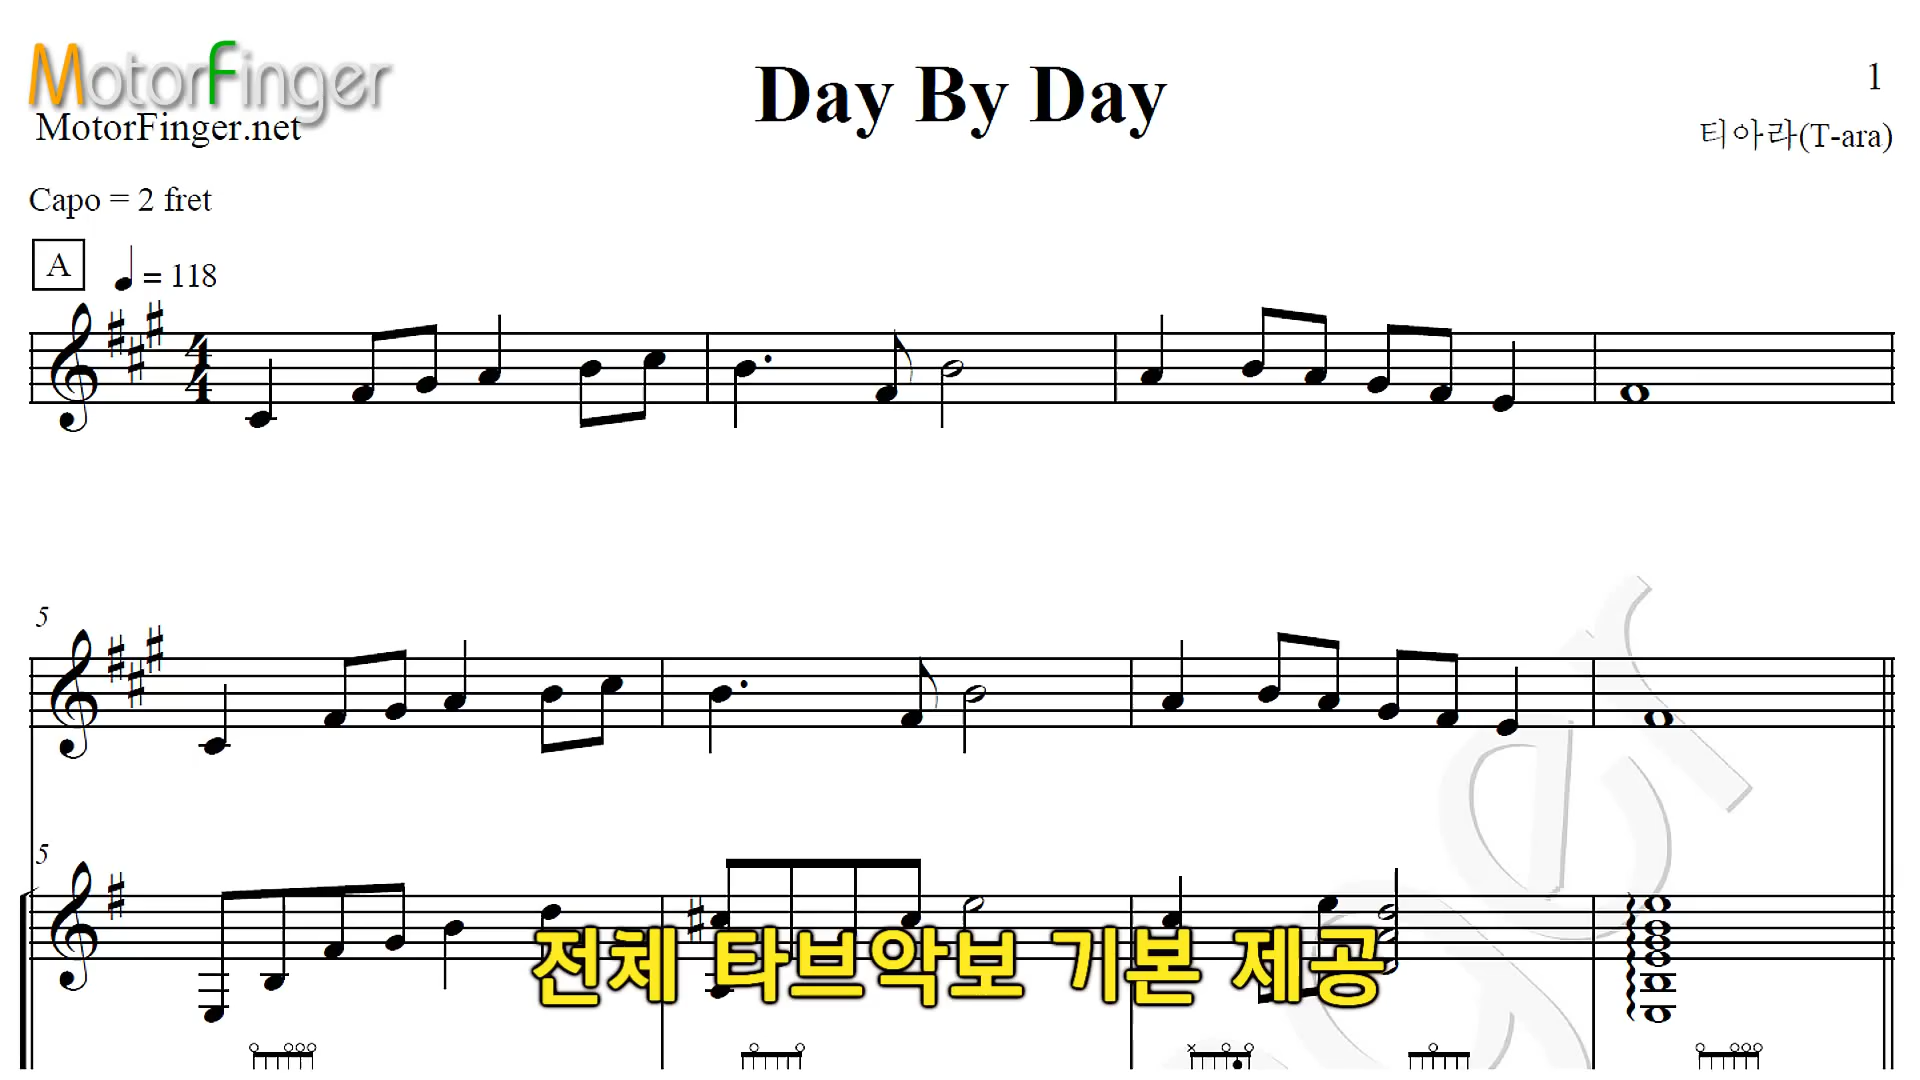 MotorFinger
MotorFinger.net
Day By Day
1
티아라(T-ara)
Capo = 2 fret
A
= 118
4
4
5
5
전체 타브악보 기본 제공